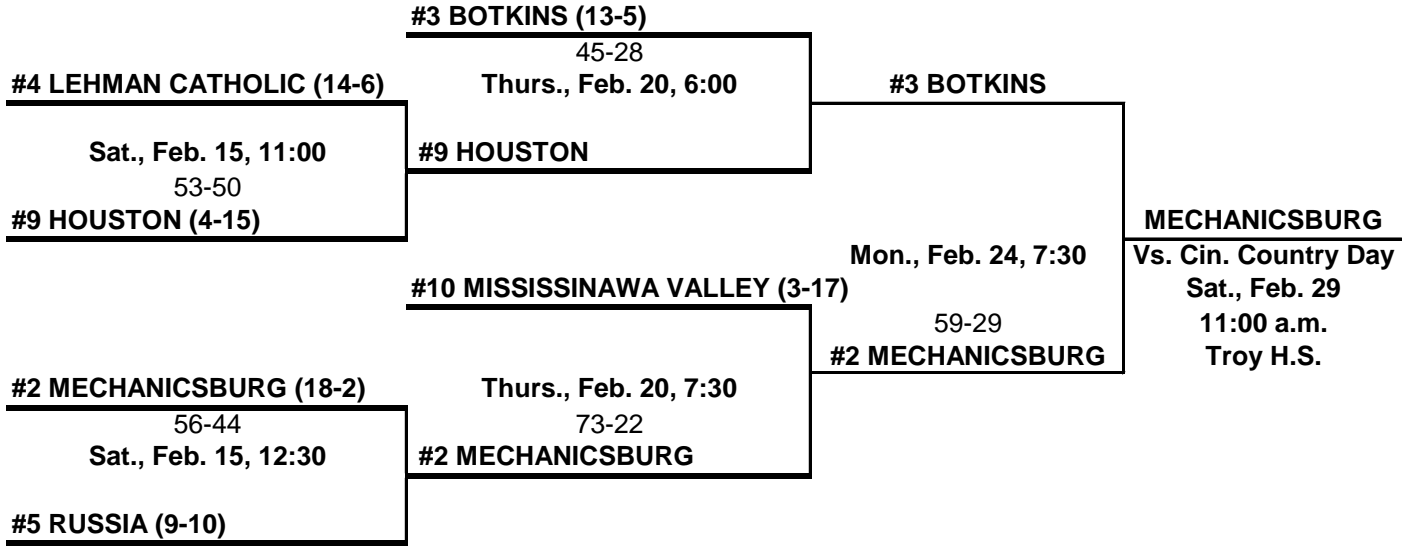 #3 BOTKINS (13-5)
45-28
#4 LEHMAN CATHOLIC (14-6)
Thurs., Feb. 20, 6:00
#3 BOTKINS
Sat., Feb. 15, 11:00
#9 HOUSTON
53-50
#9 HOUSTON (4-15)
MECHANICSBURG
Mon., Feb. 24, 7:30
Vs. Cin. Country Day
#10 MISSISSINAWA VALLEY (3-17)
Sat., Feb. 29
59-29
11:00 a.m.
#2 MECHANICSBURG
Troy H.S.
#2 MECHANICSBURG (18-2)
Thurs., Feb. 20, 7:30
56-44
73-22
Sat., Feb. 15, 12:30
#2 MECHANICSBURG
#5 RUSSIA (9-10)